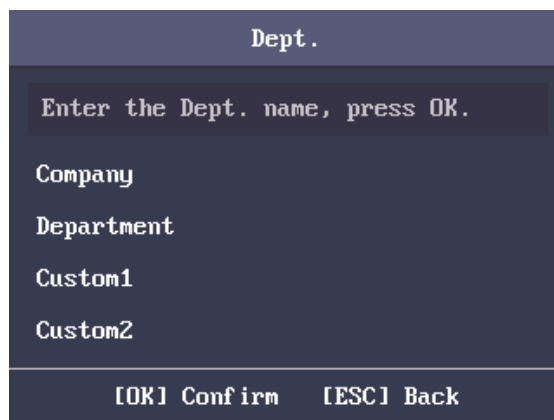 Dept.
Enter the Dept. name, press OK.
Company
Department
Custom1
Custom2
[OK] Confirm [ESC] Back